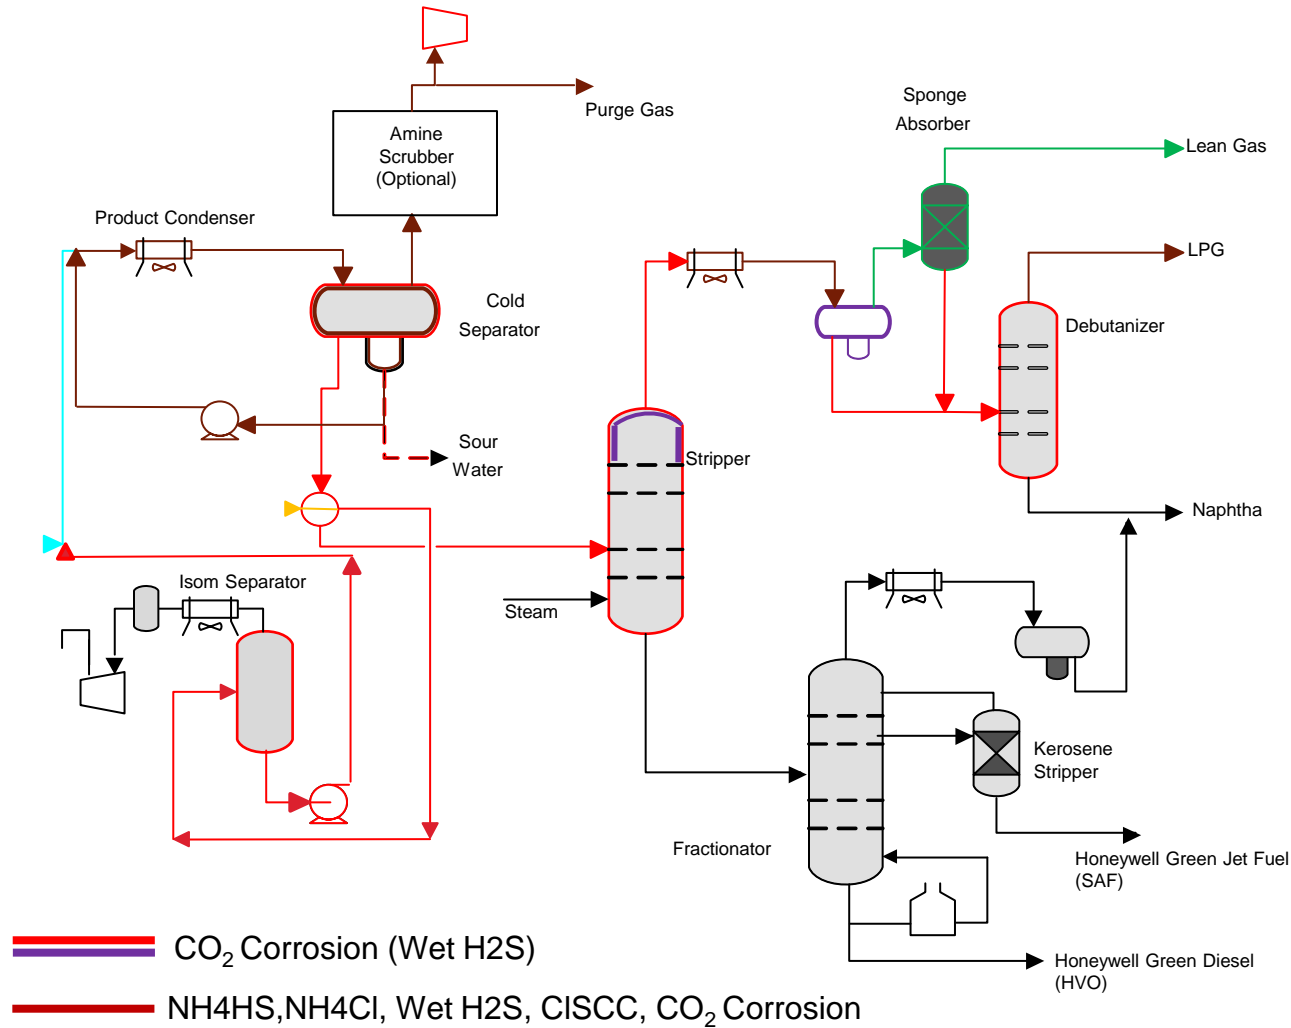 Purge Gas
Amine
Scrubber
(Optional)
Sponge
Absorber
Lean Gas
Product Condenser
LPG
Cold
Separator
Debutanizer
Sour
Water
Stripper
Naphtha
Isom Separator
Steam
Kerosene
Stripper
Fractionator
Honeywell Green Jet Fuel
(SAF)
Honeywell Green Diesel
(HVO)
CO₂ Corrosion (Wet H2S)
NH4HS,NH4Cl, Wet H2S, ClSCC, CO₂ Corrosion